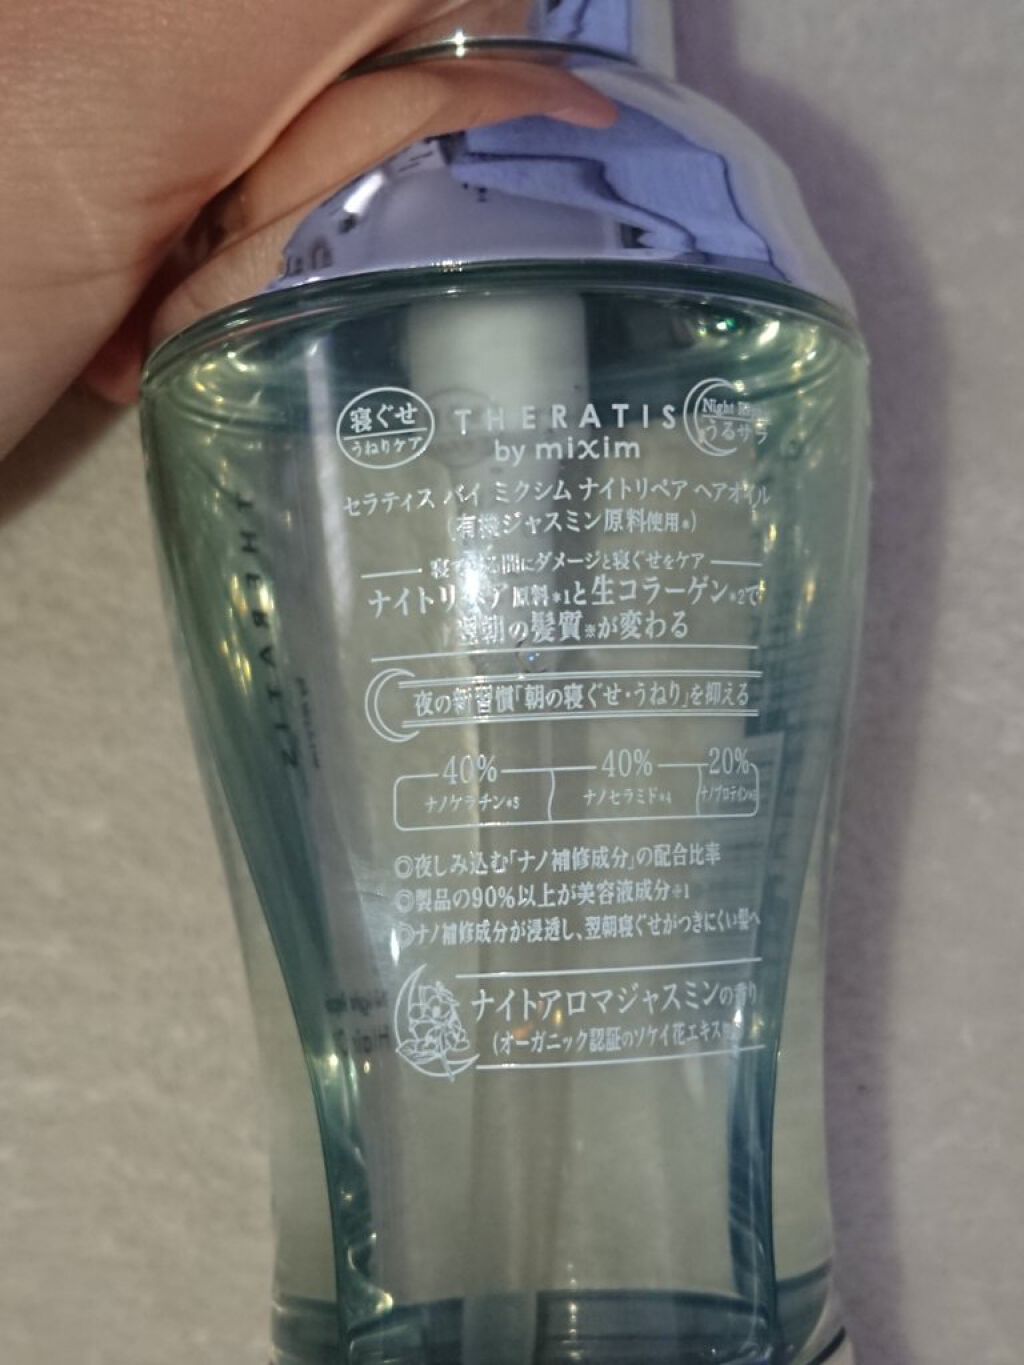 寝ぐせ
うねりケア
THERATIS
by mixim
Night
うるサラ
セラティス バイ ミクシム ナイトリペア ヘアオイル
(有機ジャスミン原料使用*)
寝て 間にダメージと寝ぐせをケア
ナイトリペア原料*1と生コラーゲン*2で
翌朝の髪質※が変わる
夜の新習慣「朝の寝ぐせ・うねり」を抑える
40% 40% 20%
ナノケラチン*3 ナノセラミド*4 ナノプロテイン
◎夜しみ込む「ナノ補修成分」の配合比率
◎製品の90%以上が美容液成分÷1
◎ナノ補修成分が浸透し、翌朝寝ぐせがつきにくい髪へ
ナイトアロマジャスミンの香り
(オーガニック認証のソケイ花エキス
THERATIS